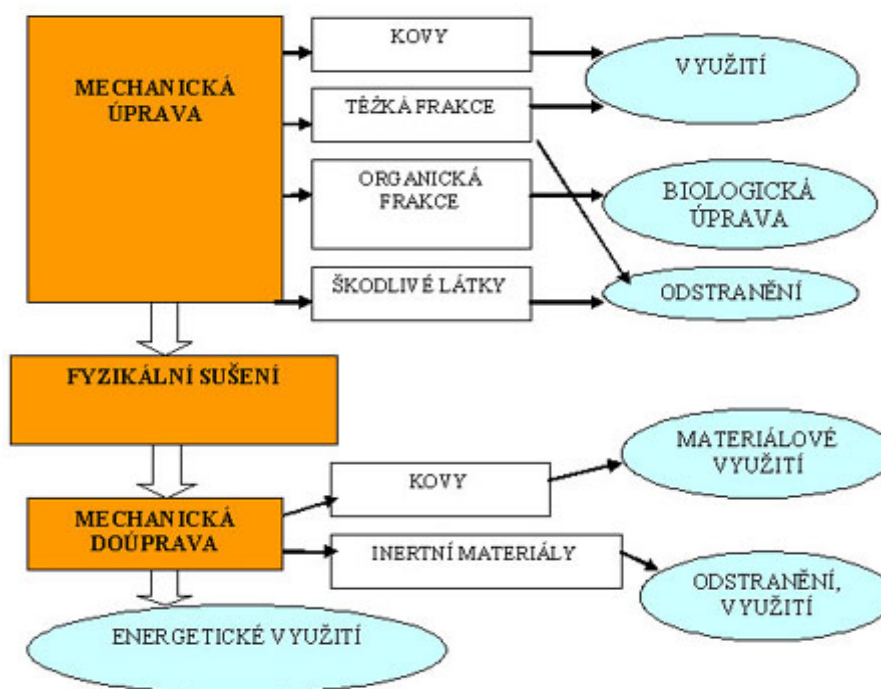 MECHANICKÁ
ÚPRAVA
KOVY
TĚŽKÁ FRAKCE
ORGANICKÁ
FRAKCE
ŠKODLIVÉ LÁTKY
VYUŽITÍ
BIOLOGICKÁ
ÚPRAVA
ODSTRANĚNÍ
FYZIKÁLNÍ SUŠENÍ
MECHANICKÁ
DOÚPRAVA
KOVY
INERTNÍ MATERIÁLY
MATERIÁLOVÉ
VYUŽITÍ
ODSTRANĚNÍ,
VYUŽITÍ
ENERGETICKÉ VYUŽITÍ